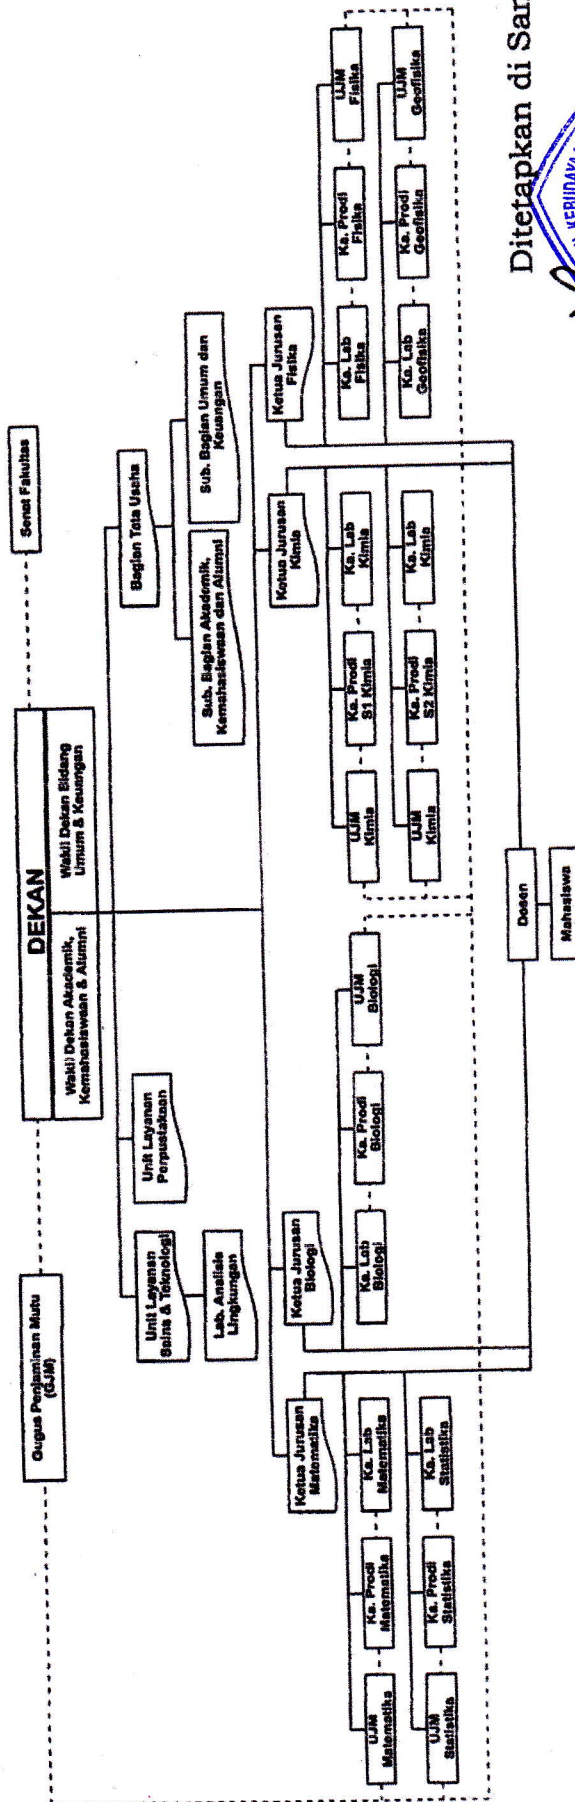 DEKAN
Wakil Dekan Akademik,
Kemahasiswaan & Alumni
Wakil Dekan Bidang
Umum & Keuangan
Gugus Penjaminan Mutu
(GJM)
Senat Fakultas
Unit Layanan
Sains & Teknologi
Unit Layanan
Perpustakaan
Bagian Tata Usaha
Lab. Analisis
Lingkungan
Sub. Bagian Akademik,
Kemahasiswaan dan Alumni
Sub. Bagian Umum dan
Keuangan
Ketua Jurusan
Matematika
Ketua Jurusan
Biologi
Ketua Jurusan
Kimia
Ketua Jurusan
Fisika
UJM
Matematika
Ka. Prodi
Matematika
Ka. Lab
Matematika
Ka. Lab
Biologi
Ka. Prodi
Biologi
UJM
Biologi
UJM
Kimia
Ka. Prodi
S1 Kimia
Ka. Lab
Kimia
Ka. Lab
Fisika
Ka. Prodi
Fisika
UJM
Fisika
UJM
Statistika
Ka. Prodi
Statistika
Ka. Lab
Statistika
UJM
Kimia
Ka. Prodi
S2 Kimia
Ka. Lab
Kimia
Ka. Lab
Geofisika
Ka. Prodi
Geofisika
UJM
Geofisika
Dosen
Mahasiswa
Ditetapkan di Sar